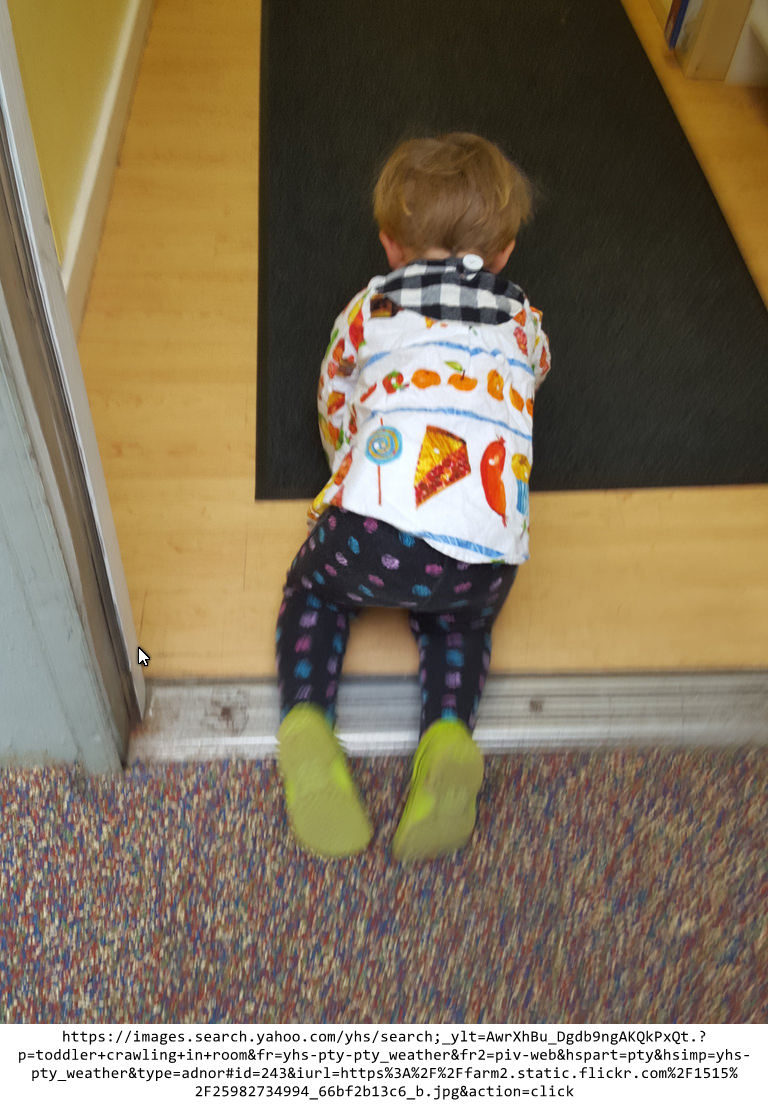 https://images.search.yahoo.com/yhs/search;_ylt=AwrXhBu_Dgdb9ngAKQkPxQt.?
p=toddler+crawling+in+room&fr=yhs-pty-pty_weather&fr2=piv-web&hspart=pty&hsimp=yhs-
pty_weather&type=adnor#id=243&iurl=https%3A%2F%2Ffarm2.static.flickr.com%2F1515%
2F25982734994_66bf2b13c6_b.jpg&action=click